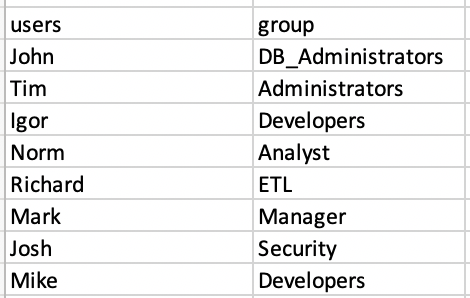 users group
John DB_Administrators
Tim Administrators
Igor Developers
Norm Analyst
Richard ETL
Mark Manager
Josh Security
Mike Developers